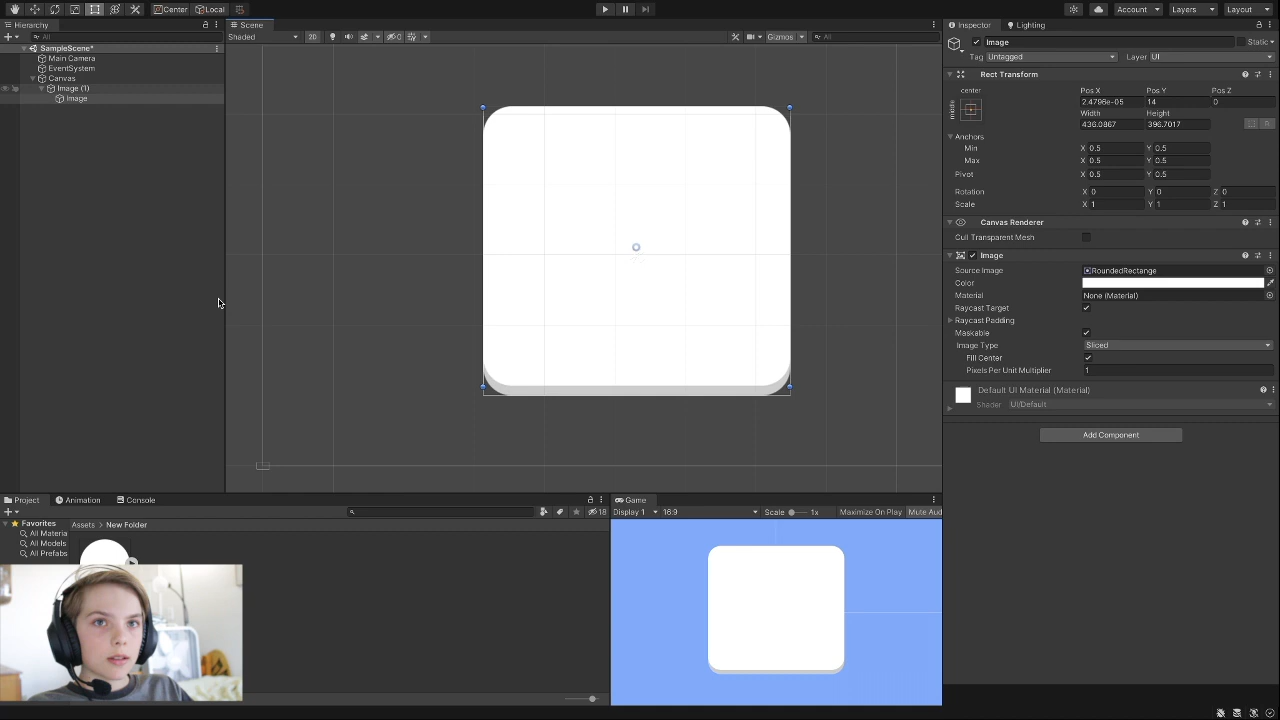 Center Local Account Layers Layout
Hierarchy Scene Inspector Lighting
All Shaded 2D 0 Gizmos All Image Static
SampleScene*
Main Camera Tag Untagged Layer UI
EventSystem
Canvas Rect Transform
Image (1) center Pos X Pos Y Pos Z
Image middle 2.4796e-05 14 0
Width Height
436.0867 396.7017 R
Anchors
Min X 0.5 Y 0.5
Max X 0.5 Y 0.5
Pivot X 0.5 Y 0.5
Rotation X 0 Y 0 Z 0
Scale X 1 Y 1 Z 1
Canvas Renderer
Cull Transparent Mesh
Image
Source Image RoundedRectange
Color
Material None (Material)
Raycast Target
Raycast Padding
Maskable
Image Type Sliced
Fill Center
Pixels Per Unit Multiplier 1
Default UI Material (Material)
Shader UI/Default
Add Component
Project Animation Console Game
18 Display 1 16:9 Scale 1x Maximize On Play Mute Aud
Favorites Assets New Folder
All Materia
All Models
All Prefabs